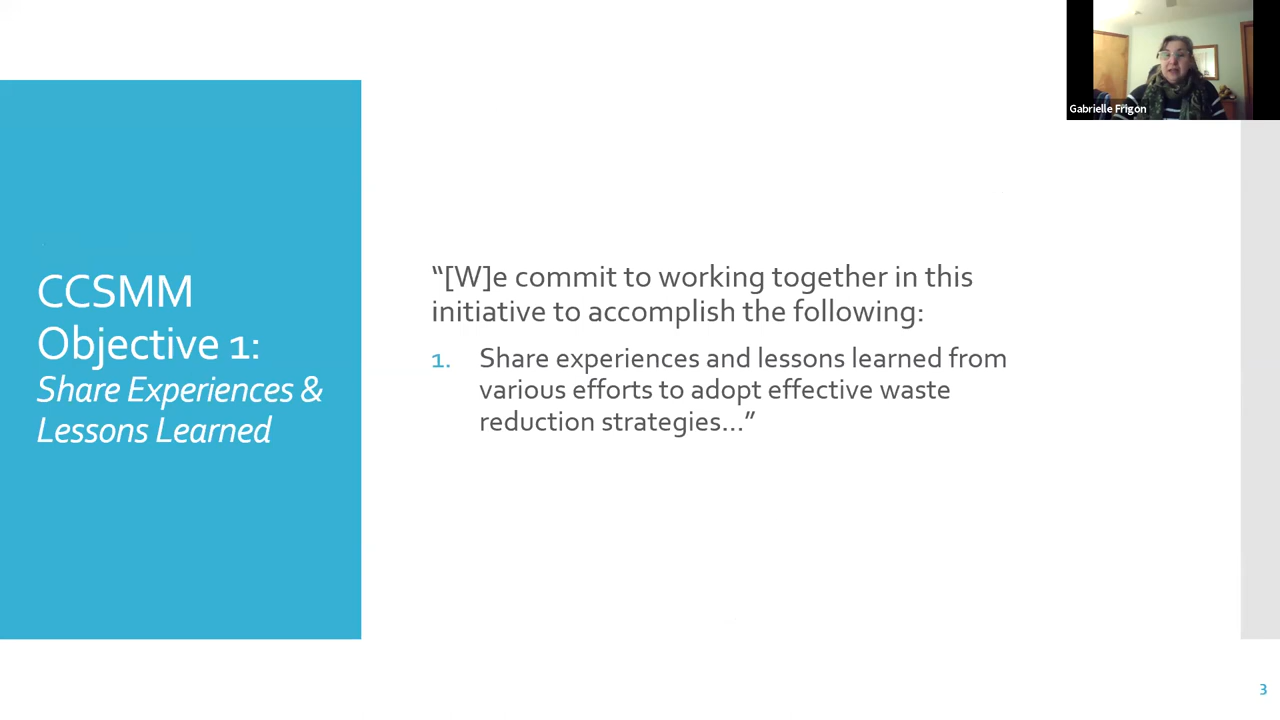 Gabrielle Frigon
CCSMM
Objective 1:
Share Experiences &
Lessons Learned
“[W]e commit to working together in this
initiative to accomplish the following:
1. Share experiences and lessons learned from
various efforts to adopt effective waste
reduction strategies…”
3